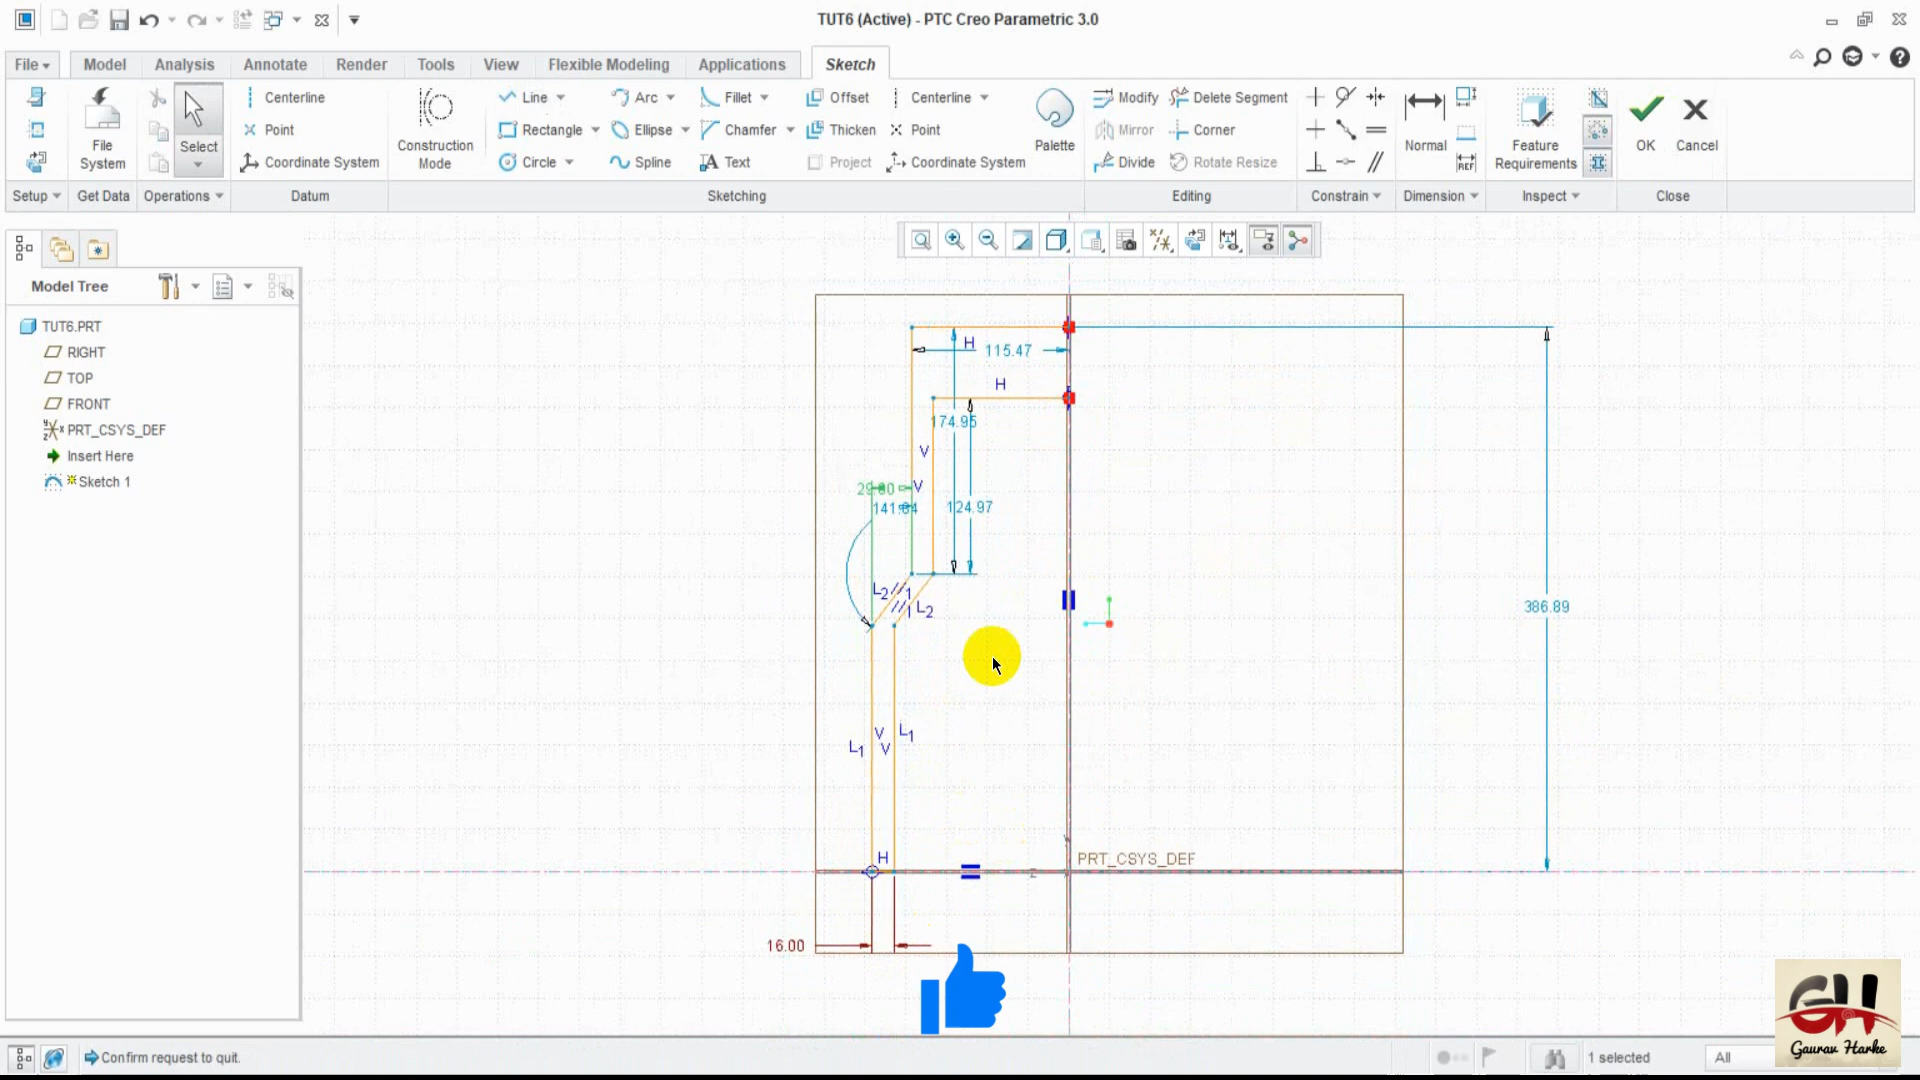 TUT6 (Active) - PTC Creo Parametric 3.0
File Model Analysis Annotate Render Tools View Flexible Modeling Applications Sketch
File System
Select
Centerline
Point
Coordinate System
Construction Mode
Line Arc Fillet Offset Centerline
Rectangle Ellipse Chamfer Thicken Point
Circle Spline Text Project Coordinate System
Palette
Modify Delete Segment
Mirror Corner
Divide Rotate Resize
Normal
REF
Feature Requirements
OK Cancel
Setup Get Data Operations Datum Sketching Editing Constrain Dimension Inspect Close
Model Tree
TUT6.PRT
RIGHT
TOP
FRONT
PRT_CSYS_DEF
Insert Here
Sketch 1
H
115.47
H
174.95
V
V
124.97
386.89
L2 //1
// L2
L1
V
V
L1
H
PRT_CSYS_DEF
16.00
GH
Gaurav Harke
Confirm request to quit.
1 selected
All